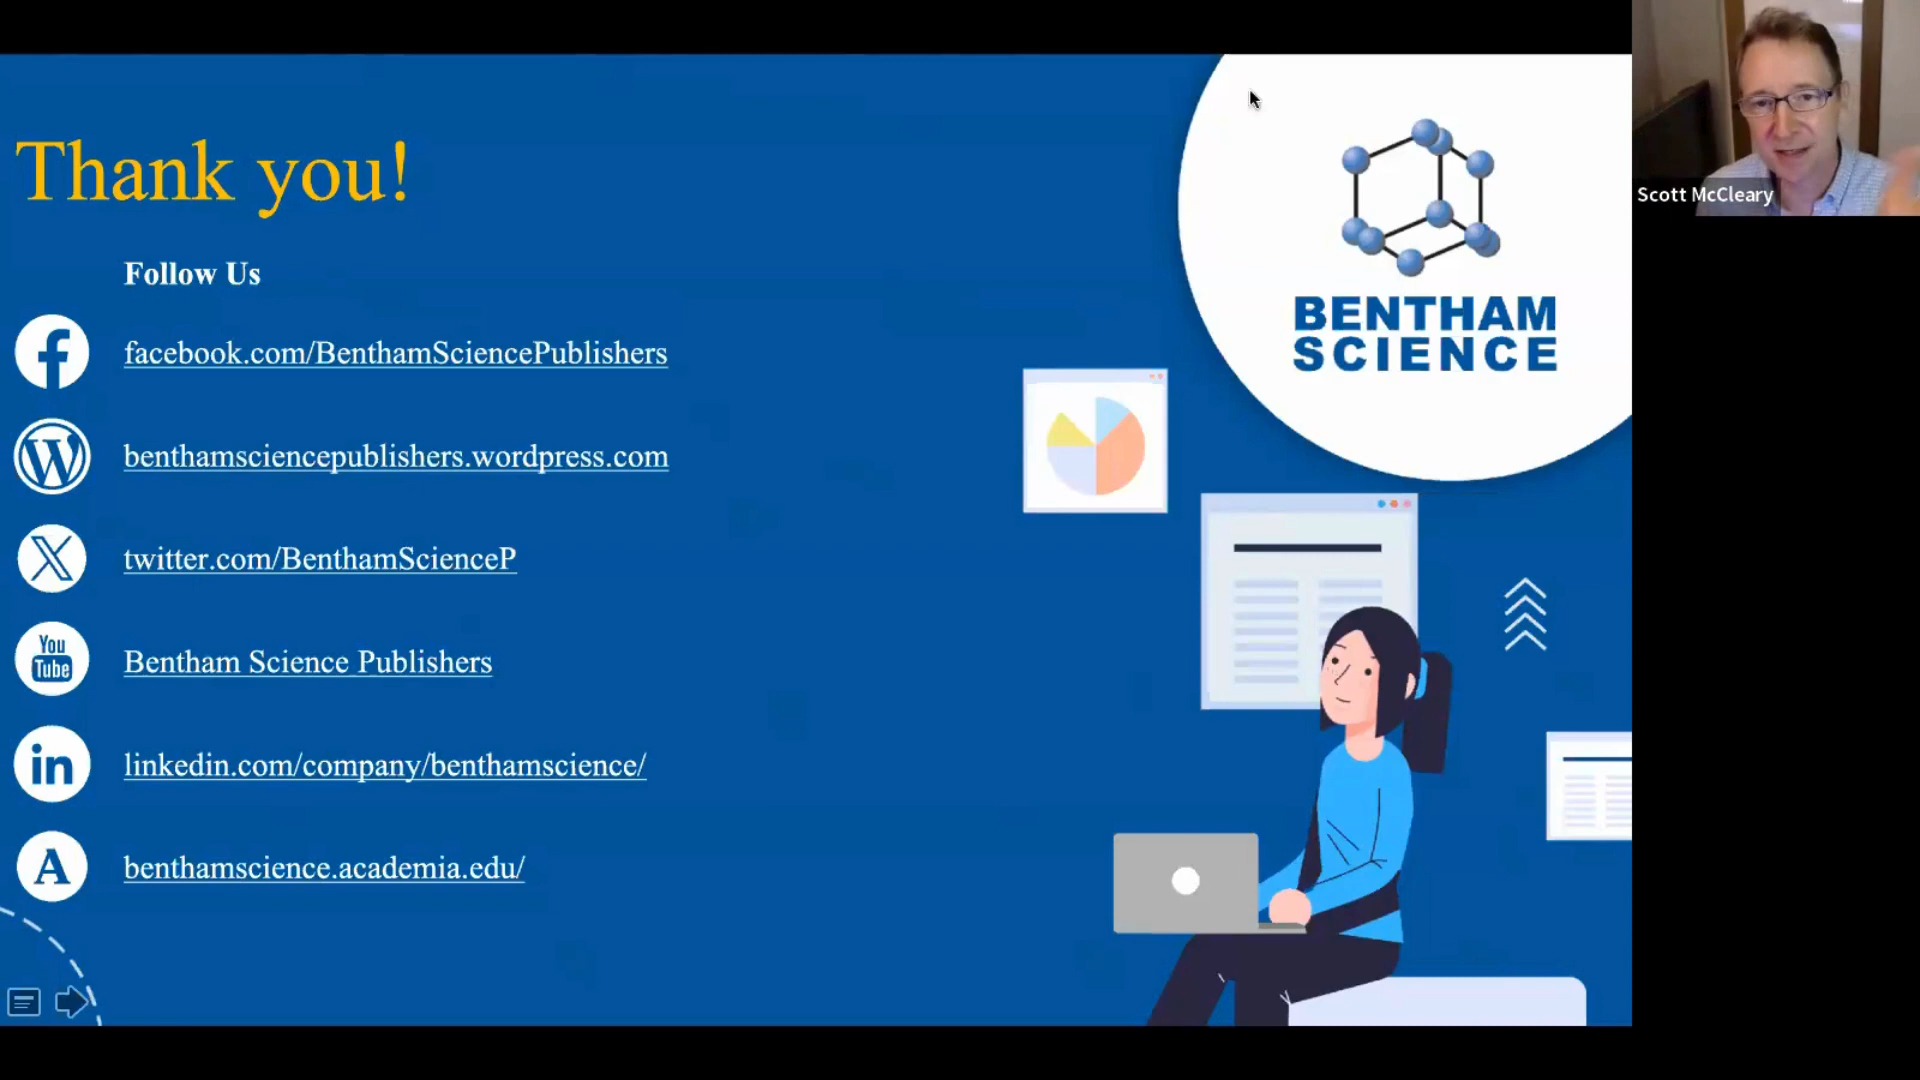 Thank you!
Follow Us
facebook.com/BenthamSciencePublishers
benthamsciencepublishers.wordpress.com
twitter.com/BenthamScienceP
You
Tube
Bentham Science Publishers
in
linkedin.com/company/benthamscience/
A
benthamscience.academia.edu/
BENTHAM
SCIENCE
Scott McCleary